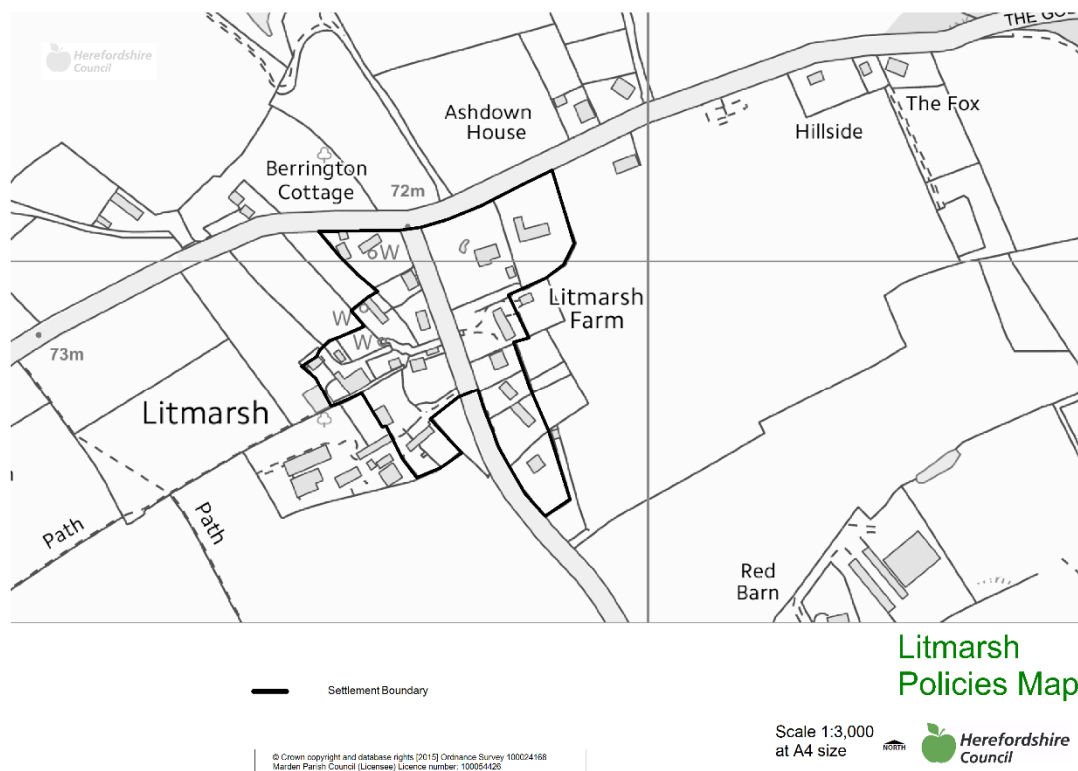 Herefordshire
Council
THE GO
Ashdown
House
The Fox
Hillside
Berrington
Cottage
72m
W
Litmarsh
Farm
W
W
73m
Litmarsh
Path
Path
Red
Barn
Litmarsh
Policies Map
Settlement Boundary
Scale 1:3,000
at A4 size
NORTH
Herefordshire
Council
© Crown copyright and database rights [2015] Ordnance Survey 100024168
Marden Parish Council (Licensee) Licence number: 100054426